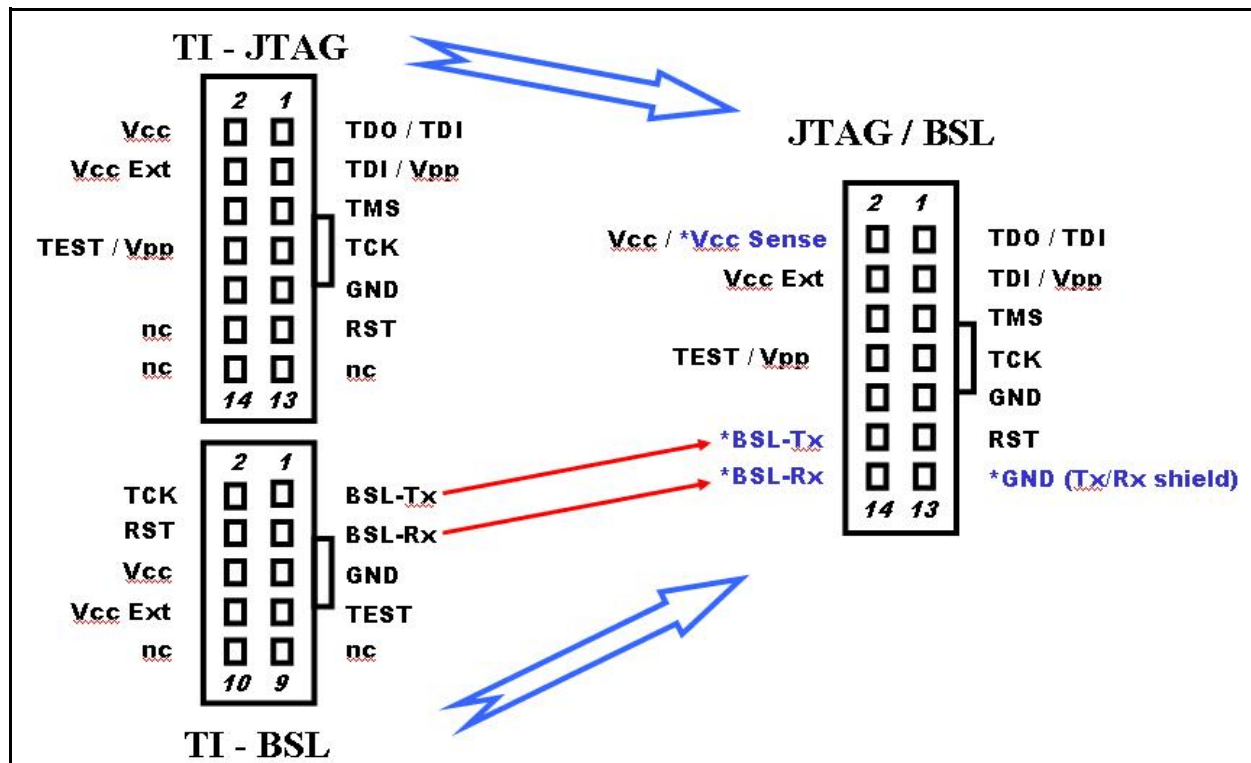 TI - JTAG
2 1
Vcc TDO / TDI
Vcc Ext TDI / Vpp
TMS
TEST / Vpp TCK
GND
nc RST
nc nc
14 13
2 1
TCK BSL-Tx
RST BSL-Rx
Vcc GND
Vcc Ext TEST
nc nc
10 9
TI - BSL
JTAG / BSL
2 1
Vcc / *Vcc Sense TDO / TDI
Vcc Ext TDI / Vpp
TMS
TEST / Vpp TCK
GND
*BSL-Tx RST
*BSL-Rx *GND (Tx/Rx shield)
14 13